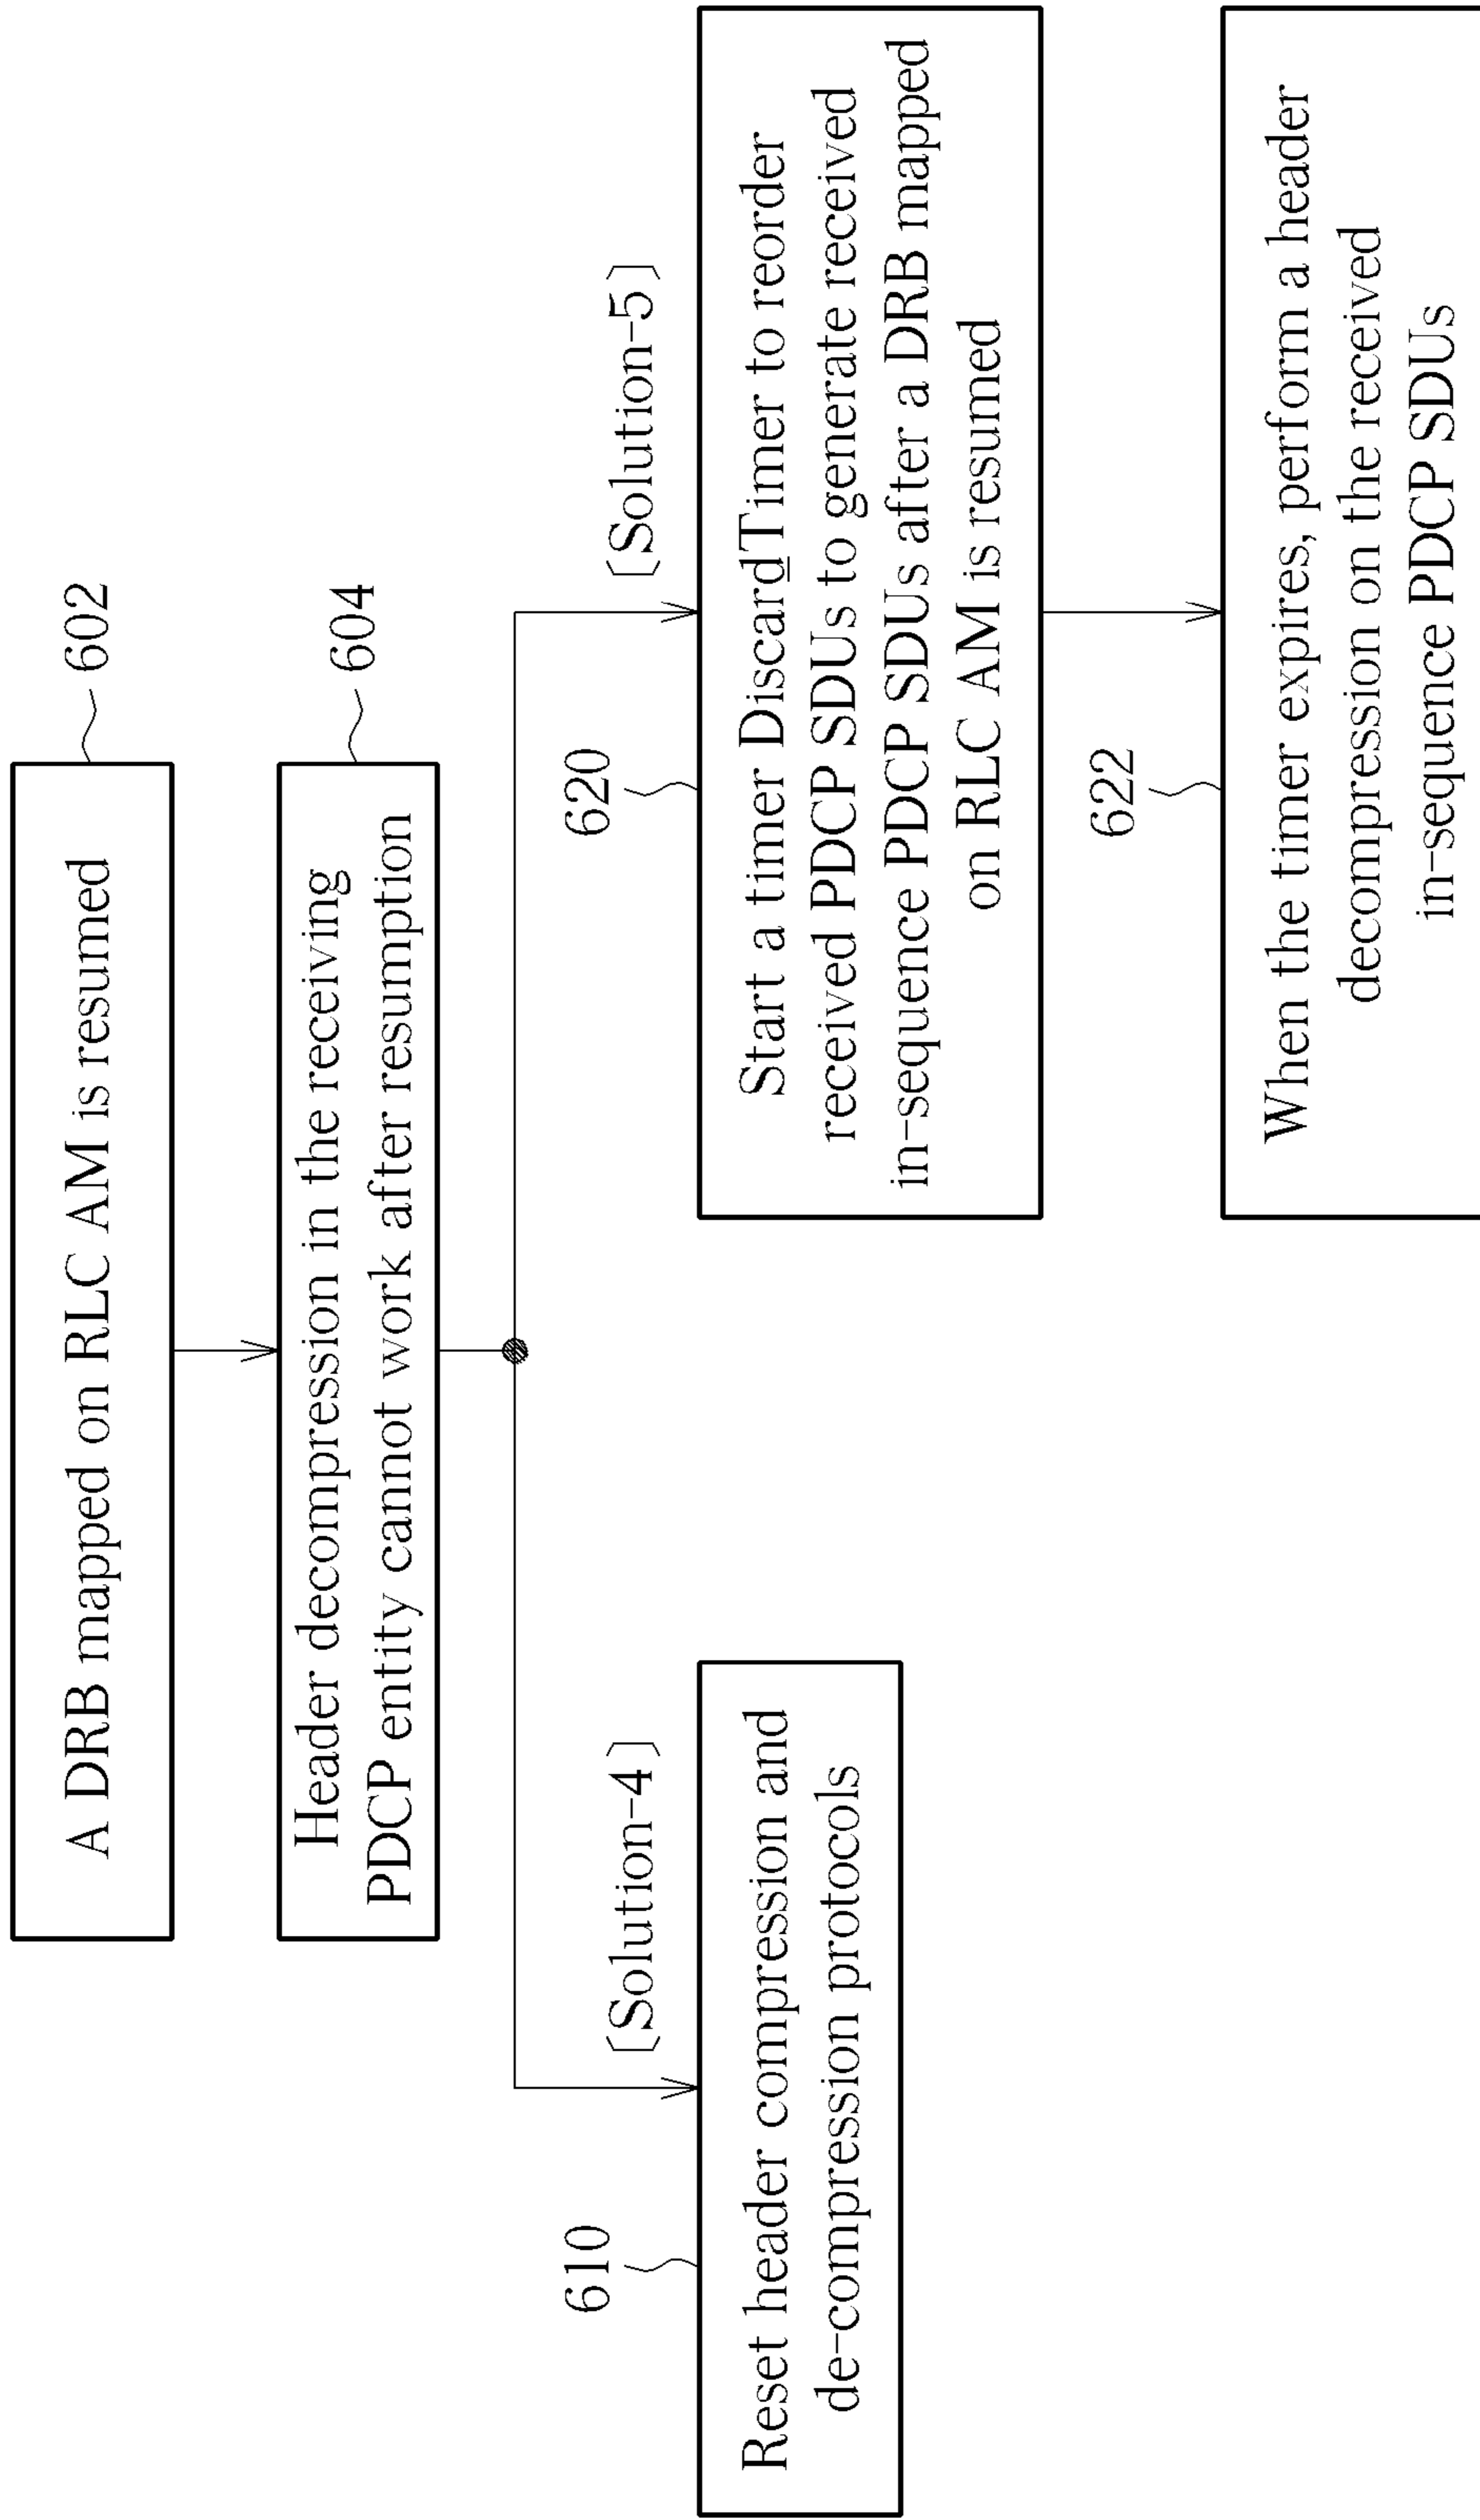 A DRB mapped on RLC AM is resumed
602
Header decompression in the receiving
PDCP entity cannot work after resumption
604
(Solution-4)
610
Reset header compression and
de-compression protocols
(Solution-5)
620
Start a timer Discard_Timer to reorder
received PDCP SDUs to generate received
in-sequence PDCP SDUs after a DRB mapped
on RLC AM is resumed
622
When the timer expires, perform a header
decompression on the received
in-sequence PDCP SDUs